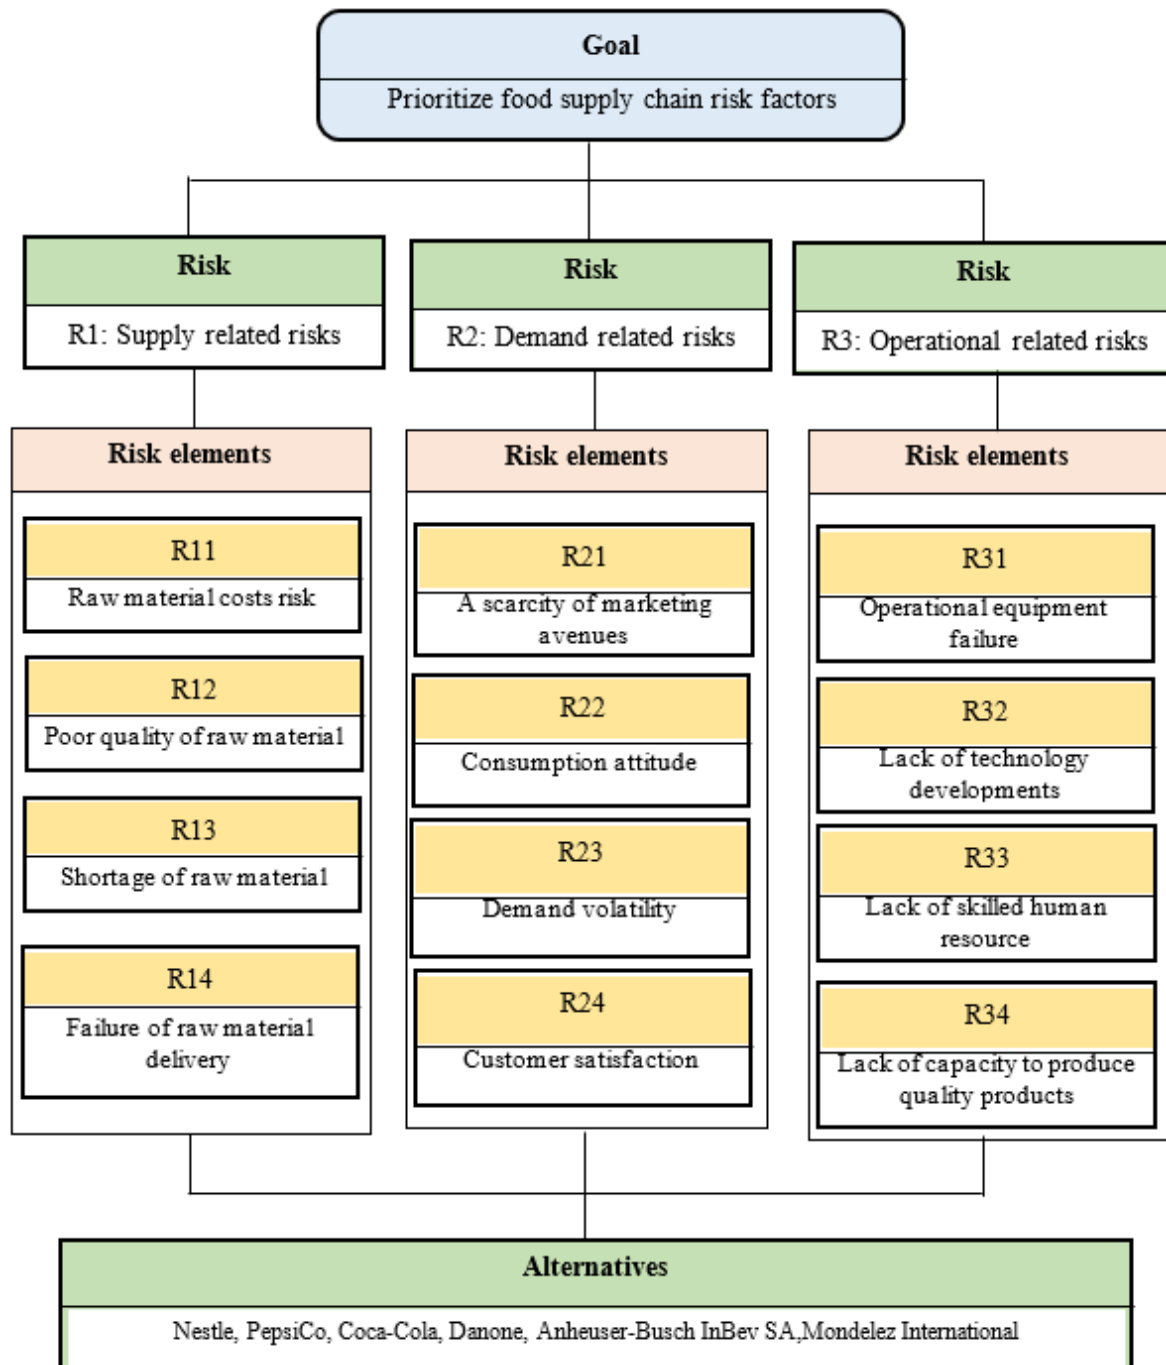 Goal
Prioritize food supply chain risk factors
Risk
R1: Supply related risks
Risk
R2: Demand related risks
Risk
R3: Operational related risks
Risk elements
R11
Raw material costs risk
R12
Poor quality of raw material
R13
Shortage of raw material
R14
Failure of raw material
delivery
Risk elements
R21
A scarcity of marketing
avenues
R22
Consumption attitude
R23
Demand volatility
R24
Customer satisfaction
Risk elements
R31
Operational equipment
failure
R32
Lack of technology
developments
R33
Lack of skilled human
resource
R34
Lack of capacity to produce
quality products
Alternatives
Nestle, PepsiCo, Coca-Cola, Danone, Anheuser-Busch InBev SA,Mondelez International